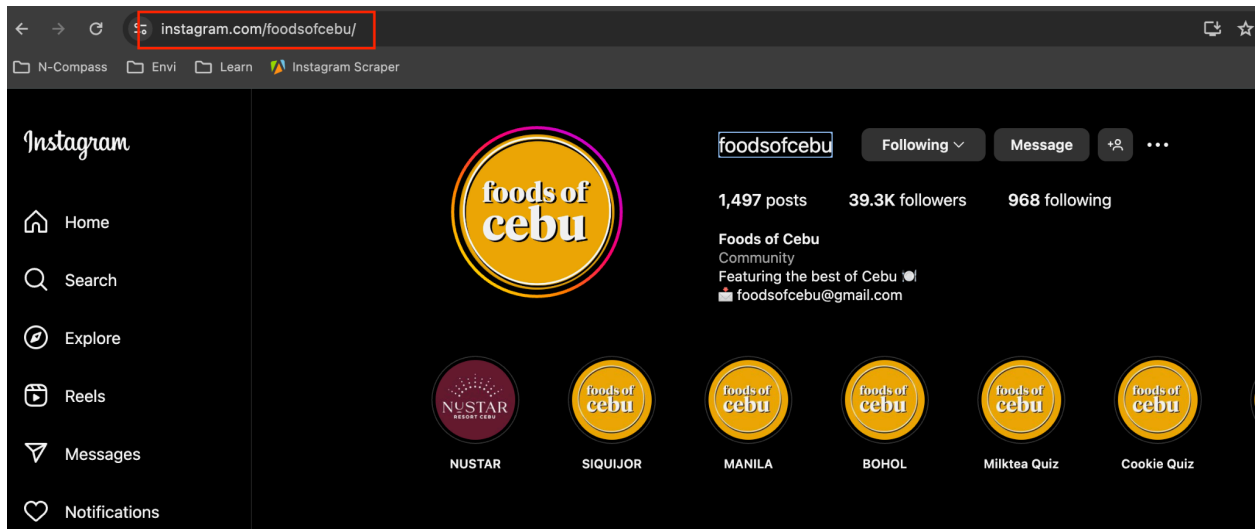 instagram.com/foodsofcebu/
N-Compass Envi Learn Instagram Scraper
Instagram
Home
Search
Explore
Reels
Messages
Notifications
foods of
cebu
foodsofcebu Following Message
1,497 posts 39.3K followers 968 following
Foods of Cebu
Community
Featuring the best of Cebu 🍽️
📩 foodsofcebu@gmail.com
NUSTAR
RESORT CEBU
foods of
cebu
foods of
cebu
foods of
cebu
foods of
cebu
foods of
cebu
NUSTAR SIQUIJOR MANILA BOHOL Milktea Quiz Cookie Quiz